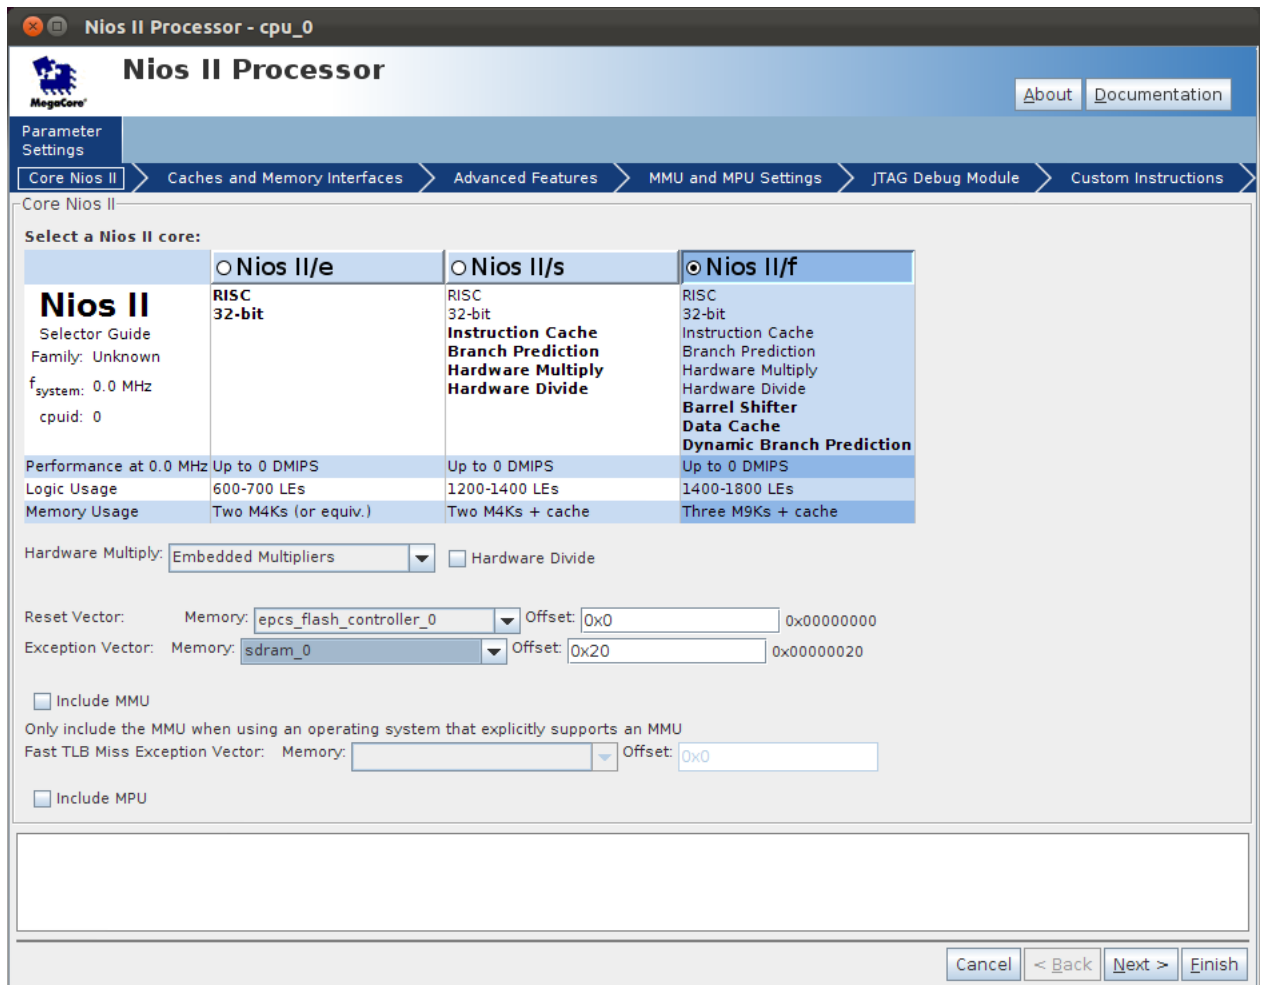 Nios II Processor - cpu_0
Nios II Processor
MegaCore®
About
Documentation
Parameter
Settings
Core Nios II
Caches and Memory Interfaces
Advanced Features
MMU and MPU Settings
JTAG Debug Module
Custom Instructions
Core Nios II
Select a Nios II core:
Nios II/e
Nios II/s
Nios II/f
Nios II
Selector Guide
Family: Unknown
fsystem: 0.0 MHz
cpuid: 0
RISC
32-bit
RISC
32-bit
Instruction Cache
Branch Prediction
Hardware Multiply
Hardware Divide
RISC
32-bit
Instruction Cache
Branch Prediction
Hardware Multiply
Hardware Divide
Barrel Shifter
Data Cache
Dynamic Branch Prediction
Performance at 0.0 MHz Up to 0 DMIPS Up to 0 DMIPS Up to 0 DMIPS
Logic Usage 600-700 LEs 1200-1400 LEs 1400-1800 LEs
Memory Usage Two M4Ks (or equiv.) Two M4Ks + cache Three M9Ks + cache
Hardware Multiply: Embedded Multipliers Hardware Divide
Reset Vector: Memory: epcs_flash_controller_0 Offset: 0x0 0x00000000
Exception Vector: Memory: sdram_0 Offset: 0x20 0x00000020
Include MMU
Only include the MMU when using an operating system that explicitly supports an MMU
Fast TLB Miss Exception Vector: Memory: Offset: 0x0
Include MPU
Cancel < Back Next > Finish